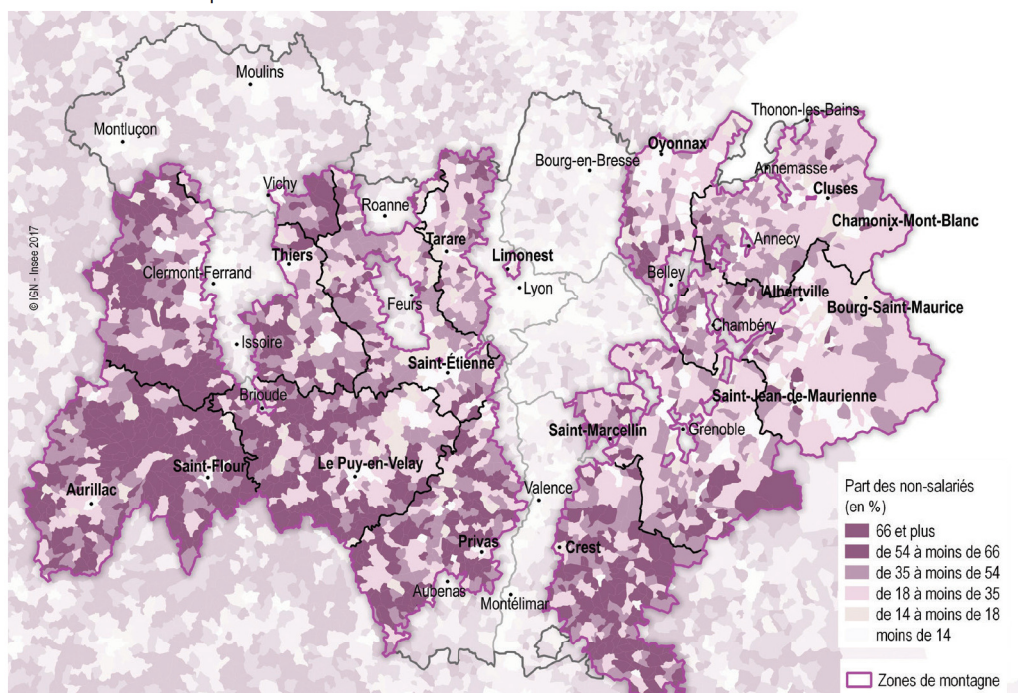 Moulins
Montluçon
Thonon-les-Bains
Oyonnax
Bourg-en-Bresse
Annemasse
Vichy
Cluses
Roanne
Chamonix-Mont-Blanc
Tarare
Annecy
Thiers
Limonest
Clermont-Ferrand
Belley
Lyon
Albertville
Feurs
Bourg-Saint-Maurice
Chambéry
Issoire
Saint-Étienne
Brioude
Saint-Jean-de-Maurienne
Saint-Marcellin
Grenoble
Saint-Flour
Le Puy-en-Velay
Aurillac
Valence
Privas
Crest
Aubenas
Montélimar
© IGN - Insee 2017
Part des non-salariés
(en %)
66 et plus
de 54 à moins de 66
de 35 à moins de 54
de 18 à moins de 35
de 14 à moins de 18
moins de 14
Zones de montagne